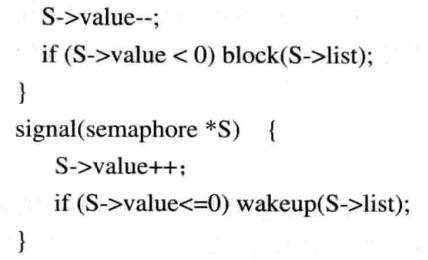 S->value--;
if (S->value < 0) block(S->list);
}
signal(semaphore *S) {
S->value++;
if (S->value<=0) wakeup(S->list);
}